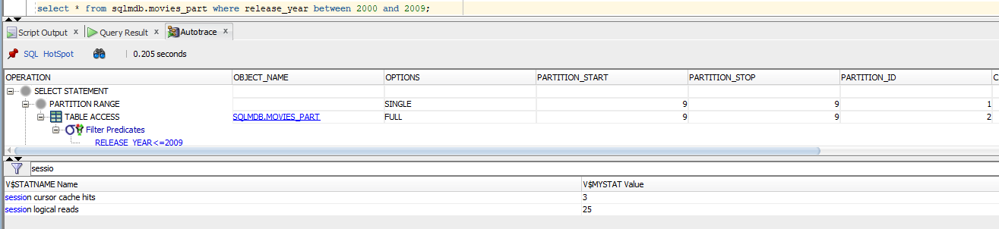 select * from sqlmdb.movies_part where release_year between 2000 and 2009;
Script Output x Query Result x Autotrace x
SQL HotSpot 0.205 seconds
OPERATION OBJECT_NAME OPTIONS PARTITION_START PARTITION_STOP PARTITION_ID C
SELECT STATEMENT
PARTITION RANGE SINGLE 9 9 1
TABLE ACCESS SQLMDB.MOVIES_PART FULL 9 9 2
Filter Predicates
RELEASE_YEAR<=2009
sessio
V$STATNAME Name V$MYSTAT Value
session cursor cache hits 3
session logical reads 25